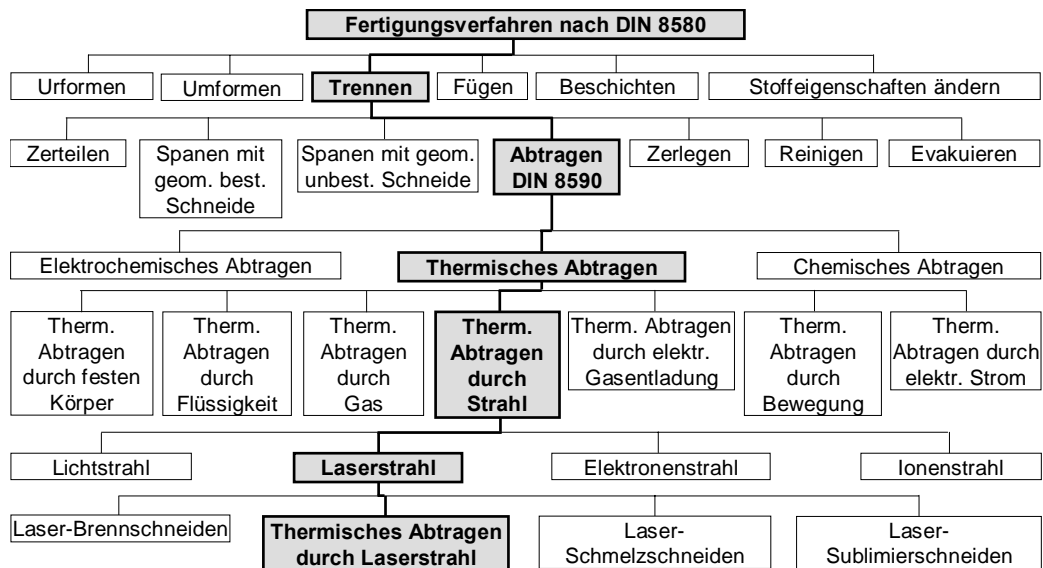 Fertigungsverfahren nach DIN 8580
Urformen
Umformen
Trennen
Fügen
Beschichten
Stoffeigenschaften ändern
Zerteilen
Spanen mit
geom. best.
Schneide
Spanen mit geom.
unbest. Schneide
Abtragen
DIN 8590
Zerlegen
Reinigen
Evakuieren
Elektrochemisches Abtragen
Thermisches Abtragen
Chemisches Abtragen
Therm.
Abtragen
durch festen
Körper
Therm.
Abtragen
durch
Flüssigkeit
Therm.
Abtragen
durch
Gas
Therm.
Abtragen
durch
Strahl
Therm. Abtragen
durch elektr.
Gasentladung
Therm.
Abtragen
durch
Bewegung
Therm.
Abtragen durch
elektr. Strom
Lichtstrahl
Laserstrahl
Elektronenstrahl
Ionenstrahl
Laser-Brennschneiden
Thermisches Abtragen
durch Laserstrahl
Laser-
Schmelzschneiden
Laser-
Sublimierschneiden